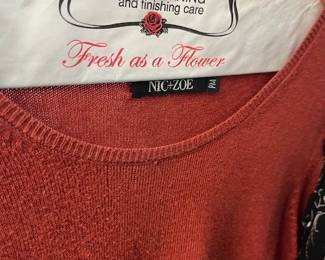 and finishing care
Fresh as a Flower
NIC+ZOE